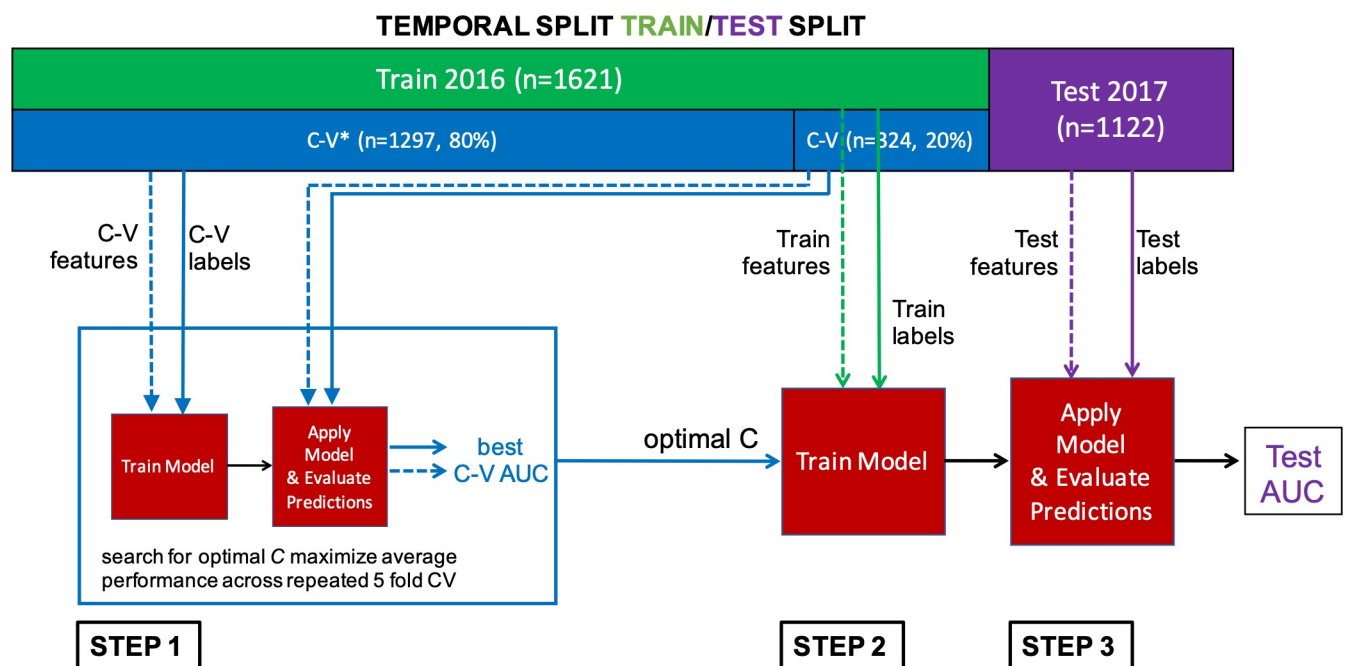 TEMPORAL SPLIT TRAIN/TEST SPLIT
Train 2016 (n=1621)
Test 2017
(n=1122)
C-V* (n=1297, 80%)
C-V (n=324, 20%)
C-V
features
C-V
labels
Train
features
Train
labels
Test
features
Test
labels
Train Model
Apply
Model
& Evaluate
Predictions
best
C-V AUC
optimal C
Train Model
Apply
Model
& Evaluate
Predictions
Test
AUC
search for optimal C maximize average
performance across repeated 5 fold CV
STEP 1
STEP 2
STEP 3